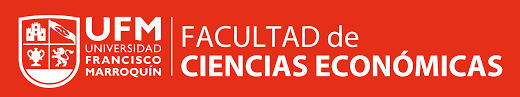 UFM
UNIVERSIDAD
FRANCISCO
MARROQUÍN
FACULTAD de
CIENCIAS ECONÓMICAS